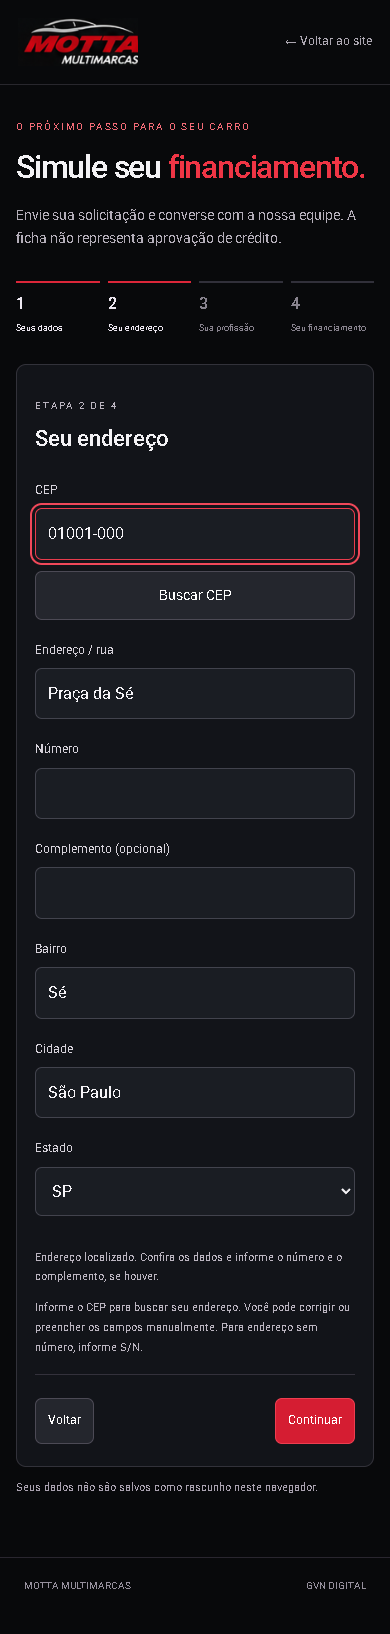 MOTTA
MULTIMARCAS
← Voltar ao site
O PRÓXIMO PASSO PARA O SEU CARRO
Simule seu financiamento.
Envie sua solicitação e converse com a nossa equipe. A
ficha não representa aprovação de crédito.
1
Seus dados
2
Seu endereço
3
Sua profissão
4
Seu financiamento
ETAPA 2 DE 4
Seu endereço
CEP
01001-000
Buscar CEP
Endereço / rua
Praça da Sé
Número
Complemento (opcional)
Bairro
Sé
Cidade
São Paulo
Estado
SP
Endereço localizado. Confira os dados e informe o número e o
complemento, se houver.
Informe o CEP para buscar seu endereço. Você pode corrigir ou
preencher os campos manualmente. Para endereço sem
número, informe S/N.
Voltar
Continuar
Seus dados não são salvos como rascunho neste navegador.
MOTTA MULTIMARCAS
GVN DIGITAL